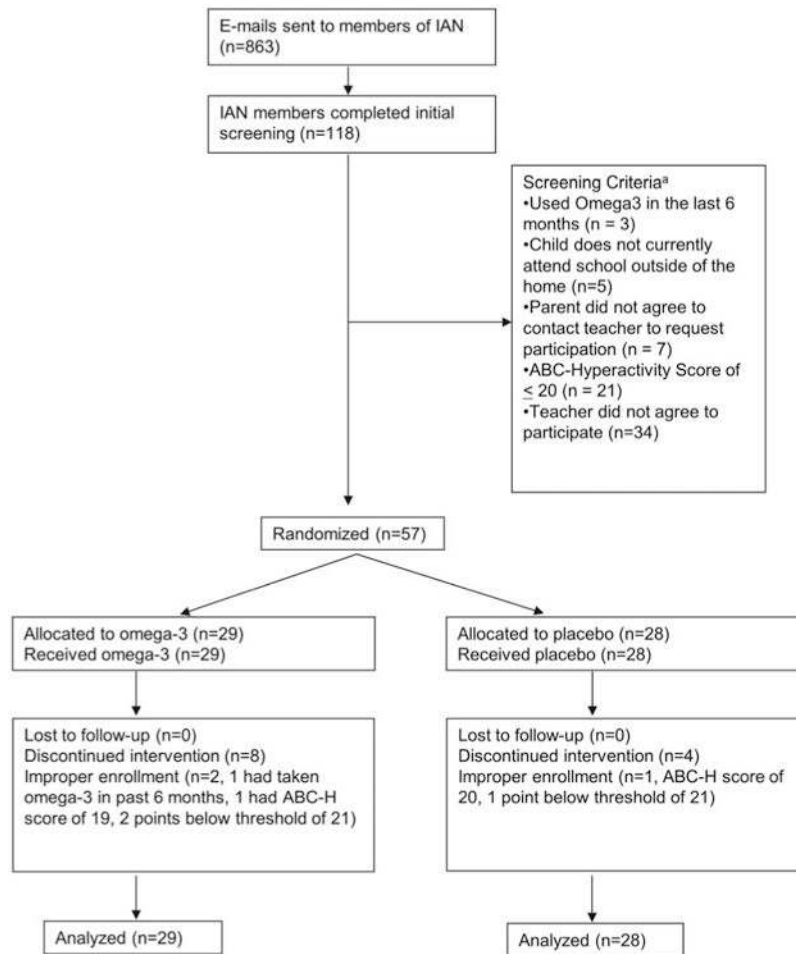 E-mails sent to members of IAN
(n=863)
IAN members completed initial
screening (n=118)
Screening Criteriaª
•Used Omega3 in the last 6
months (n = 3)
•Child does not currently
attend school outside of the
home (n=5)
•Parent did not agree to
contact teacher to request
participation (n = 7)
•ABC-Hyperactivity Score of
≤ 20 (n = 21)
•Teacher did not agree to
participate (n=34)
Randomized (n=57)
Allocated to omega-3 (n=29)
Received omega-3 (n=29)
Allocated to placebo (n=28)
Received placebo (n=28)
Lost to follow-up (n=0)
Discontinued intervention (n=8)
Improper enrollment (n=2, 1 had taken
omega-3 in past 6 months, 1 had ABC-H
score of 19, 2 points below threshold of 21)
Lost to follow-up (n=0)
Discontinued intervention (n=4)
Improper enrollment (n=1, ABC-H score of
20, 1 point below threshold of 21)
Analyzed (n=29)
Analyzed (n=28)